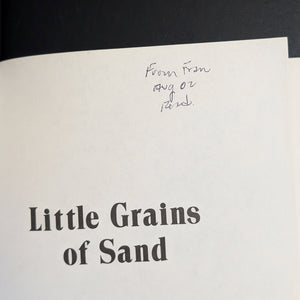 From Fran
Aug 02
Read.
Little Grains
of Sand